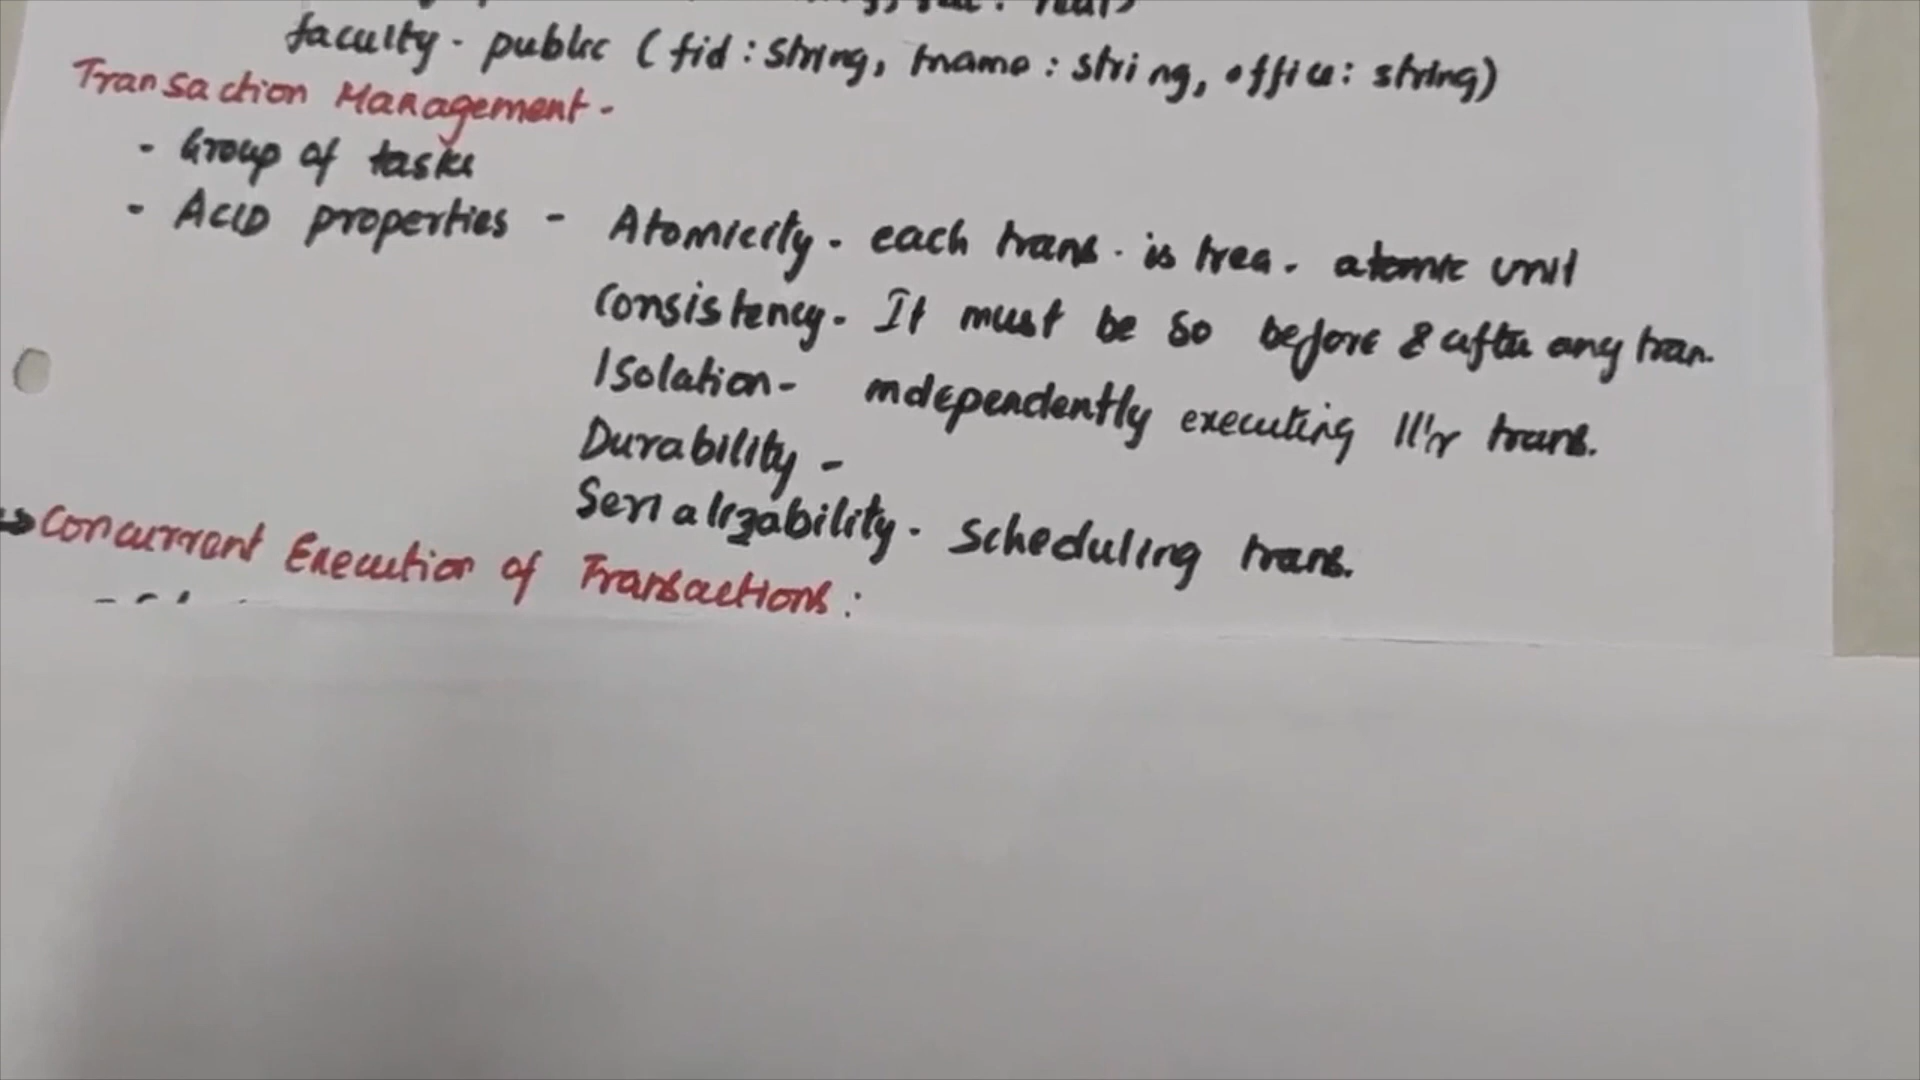 faculty - public (fid : string, fname : string, office : string)
Transaction Management -
- Group of tasks
- ACID properties - Atomicity - each trans. is trea. atomic unit
Consistency - It must be so before & after any tran.
Isolation - independently executing ll'r trans.
Durability -
Serializability - Scheduling trans.
Concurrent Execution of Transactions :